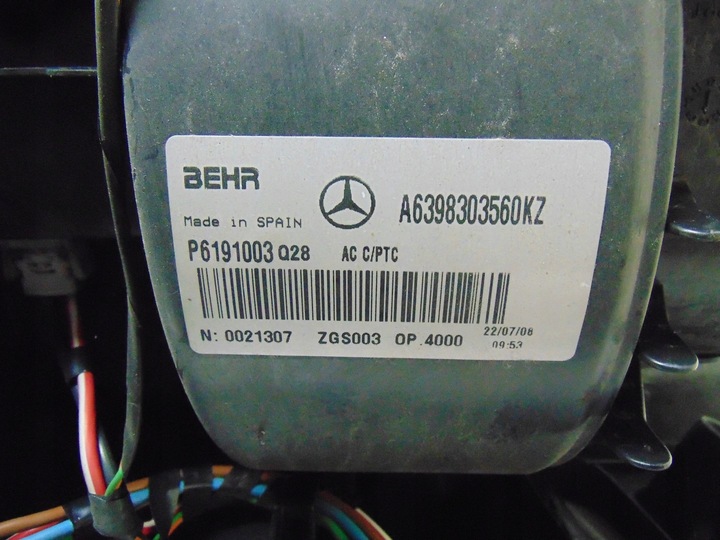 BEHR
A6398303560KZ
Made in SPAIN
P6191003 Q28 AC C/PTC
N: 0021307 ZGS003 OP.4000
22/07/08
09:53